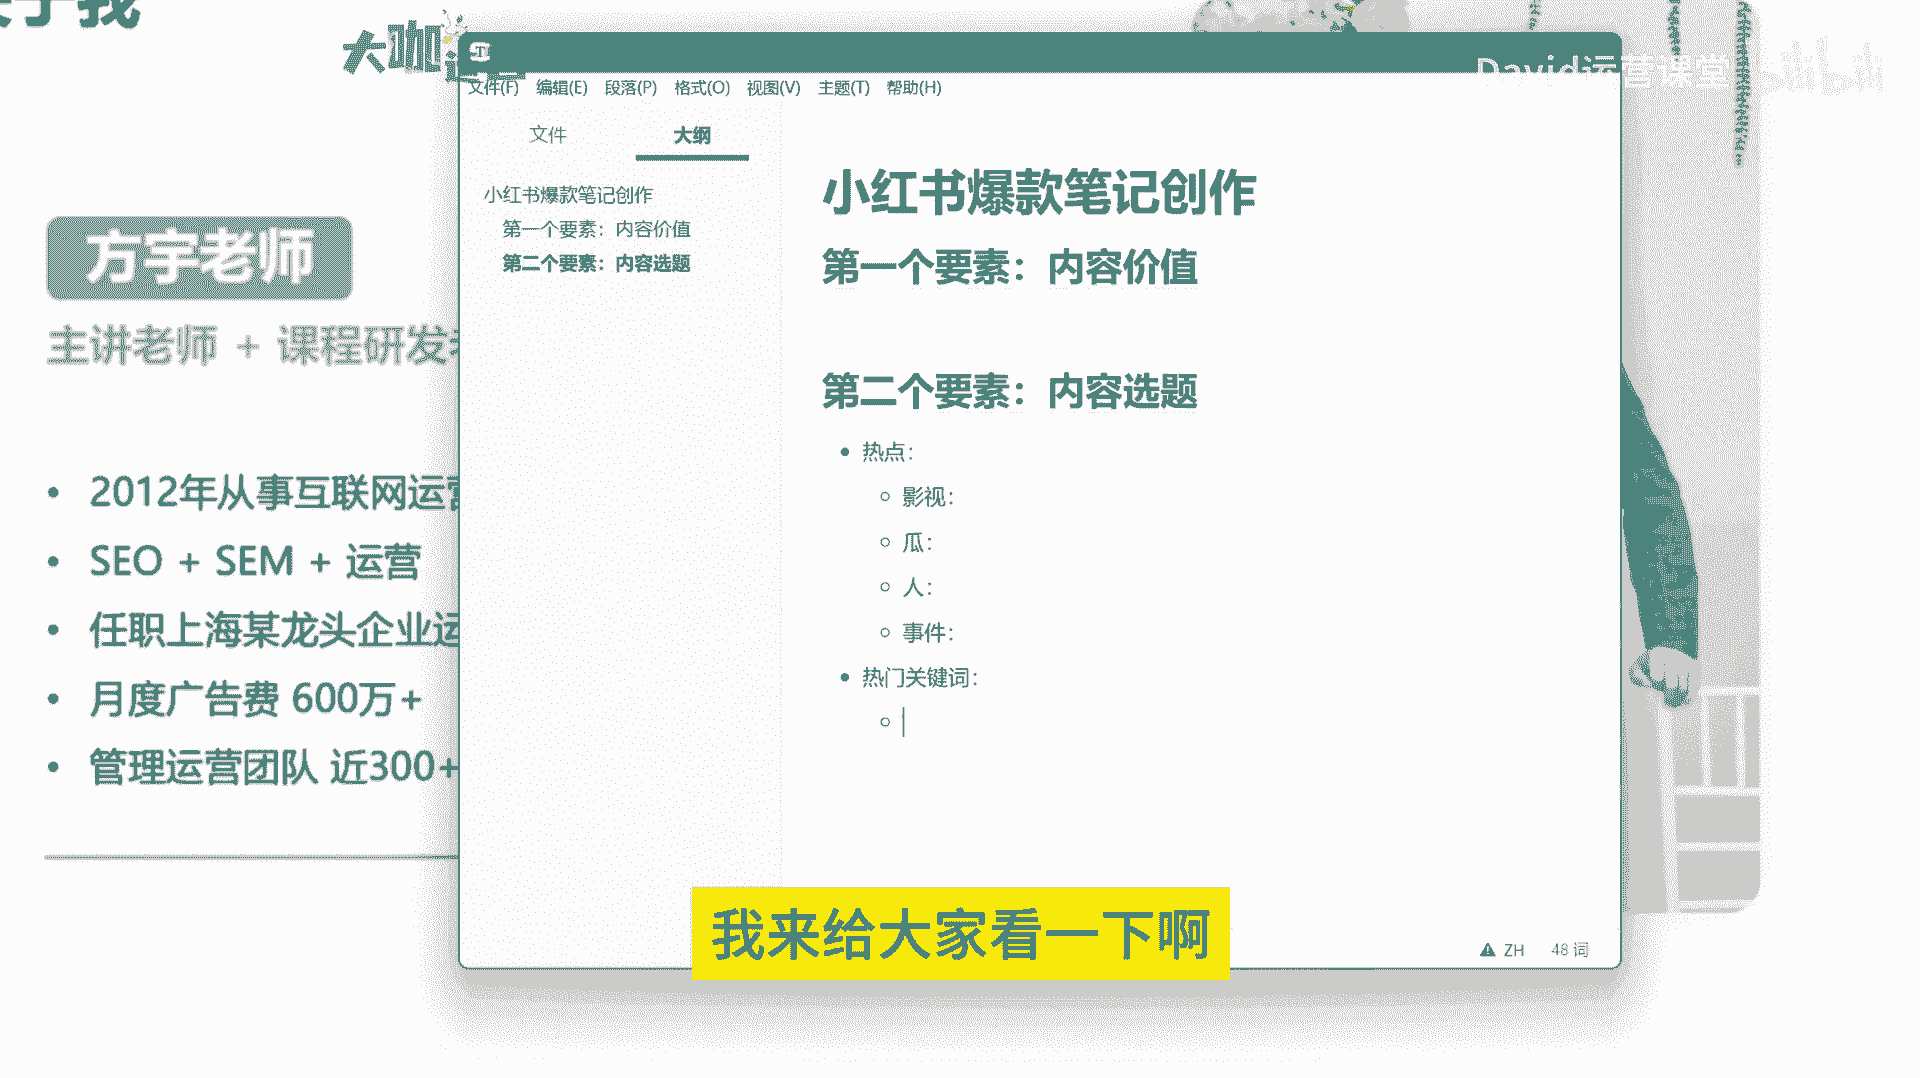 大咖
David运营课堂 bilibili
文件(F) 编辑(E) 段落(P) 格式(O) 视图(V) 主题(T) 帮助(H)
文件 大纲
小红书爆款笔记创作
第一个要素：内容价值
第二个要素：内容选题
小红书爆款笔记创作
第一个要素：内容价值
第二个要素：内容选题
热点：
影视：
瓜：
人：
事件：
热门关键词：
ZH 48 词
方宇老师
主讲老师 + 课程研发
2012年从事互联网运营
SEO + SEM + 运营
任职上海某龙头企业运
月度广告费 600万+
管理运营团队 近300+
我来给大家看一下啊